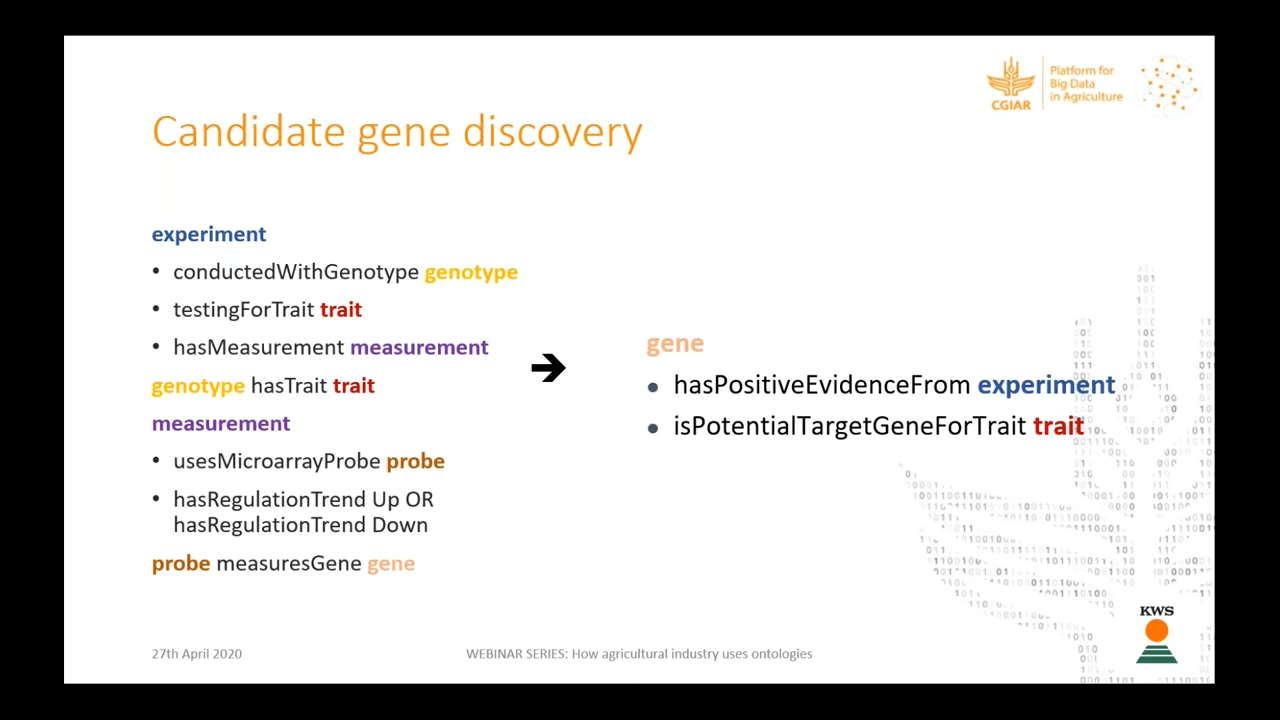 CGIAR
Platform for
Big Data
in Agriculture
Candidate gene discovery
experiment
• conductedWithGenotype genotype
• testingForTrait trait
• hasMeasurement measurement
genotype hasTrait trait
measurement
• usesMicroarrayProbe probe
• hasRegulationTrend Up OR
hasRegulationTrend Down
probe measuresGene gene
➔
gene
• hasPositiveEvidenceFrom experiment
• isPotentialTargetGeneForTrait trait
KWS
27th April 2020
WEBINAR SERIES: How agricultural industry uses ontologies